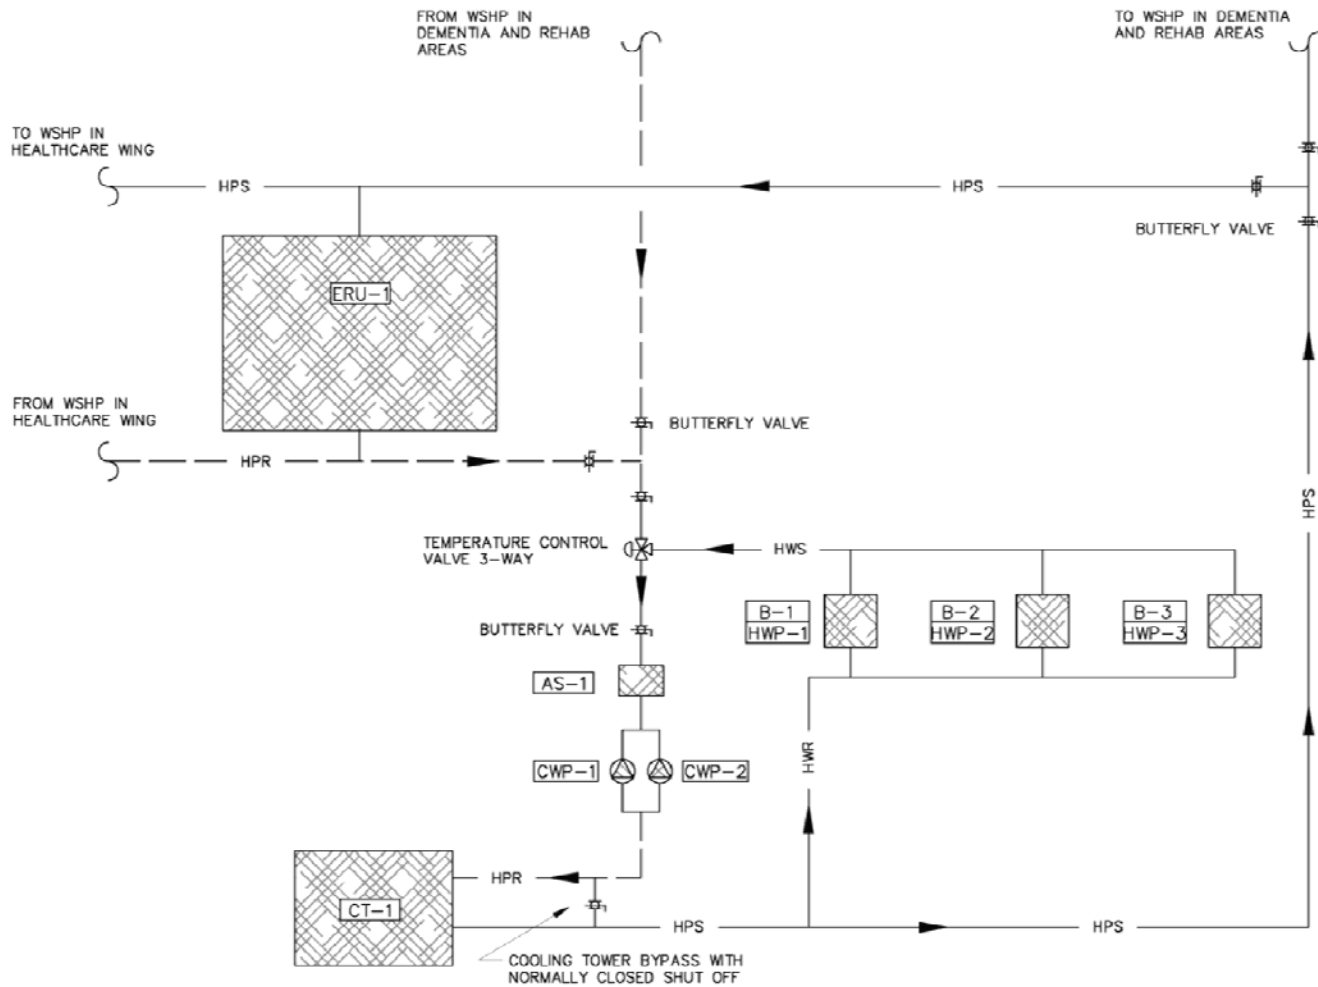 FROM WSHP IN
DEMENTIA AND REHAB
AREAS
TO WSHP IN DEMENTIA
AND REHAB AREAS
TO WSHP IN
HEALTHCARE WING
HPS
HPS
BUTTERFLY VALVE
ERU-1
FROM WSHP IN
HEALTHCARE WING
BUTTERFLY VALVE
HPR
HPS
TEMPERATURE CONTROL
VALVE 3-WAY
HWS
B-1
HWP-1
B-2
HWP-2
B-3
HWP-3
BUTTERFLY VALVE
AS-1
HWR
CWP-1
CWP-2
HPR
CT-1
HPS
HPS
COOLING TOWER BYPASS WITH
NORMALLY CLOSED SHUT OFF